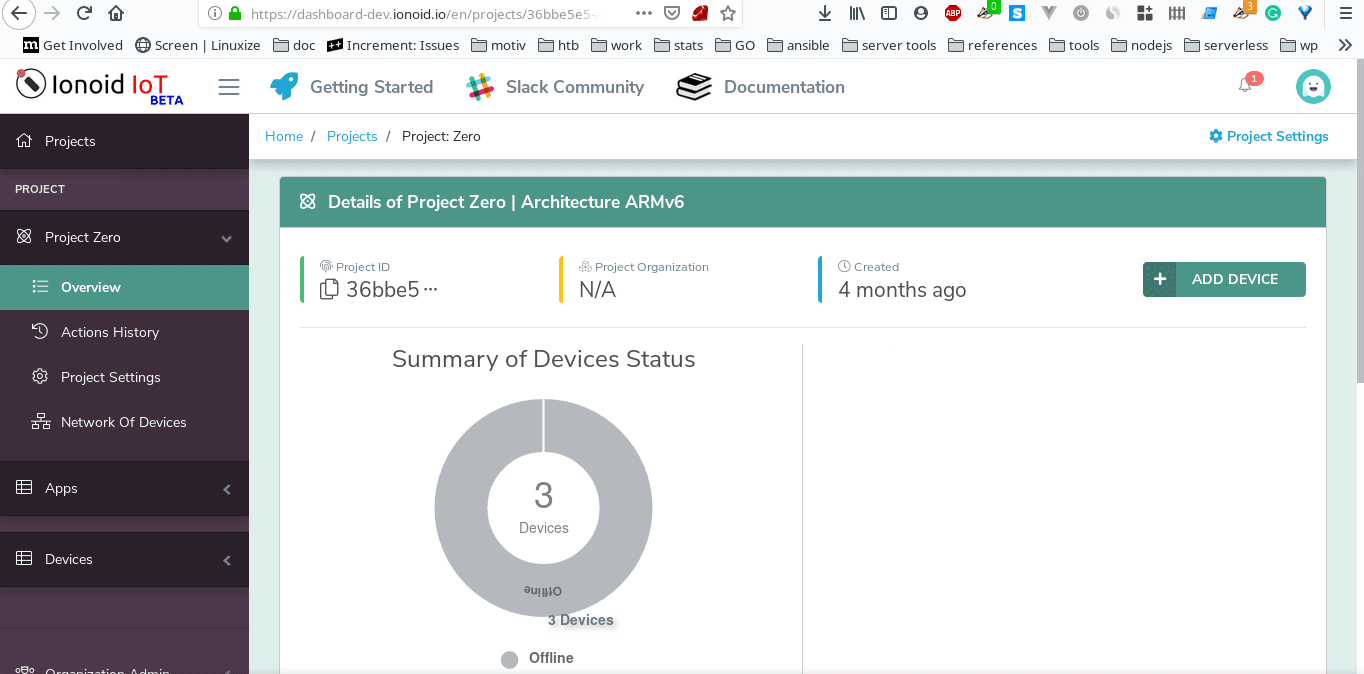 https://dashboard-dev.ionoid.io/en/projects/36bbe5e5-
0
3
Get Involved
Screen | Linuxize
doc
Increment: Issues
motiv
htb
work
stats
GO
ansible
server tools
references
tools
nodejs
serverless
wp
Ionoid IoT
BETA
Getting Started
Slack Community
Documentation
1
Projects
Home / Projects / Project: Zero
Project Settings
PROJECT
Details of Project Zero | Architecture ARMv6
Project Zero
Project ID
36bbe5···
Project Organization
N/A
Created
4 months ago
+ ADD DEVICE
Overview
Actions History
Project Settings
Network Of Devices
Apps
Devices
Organization Admin
Summary of Devices Status
3
Devices
Offline
3 Devices
Offline